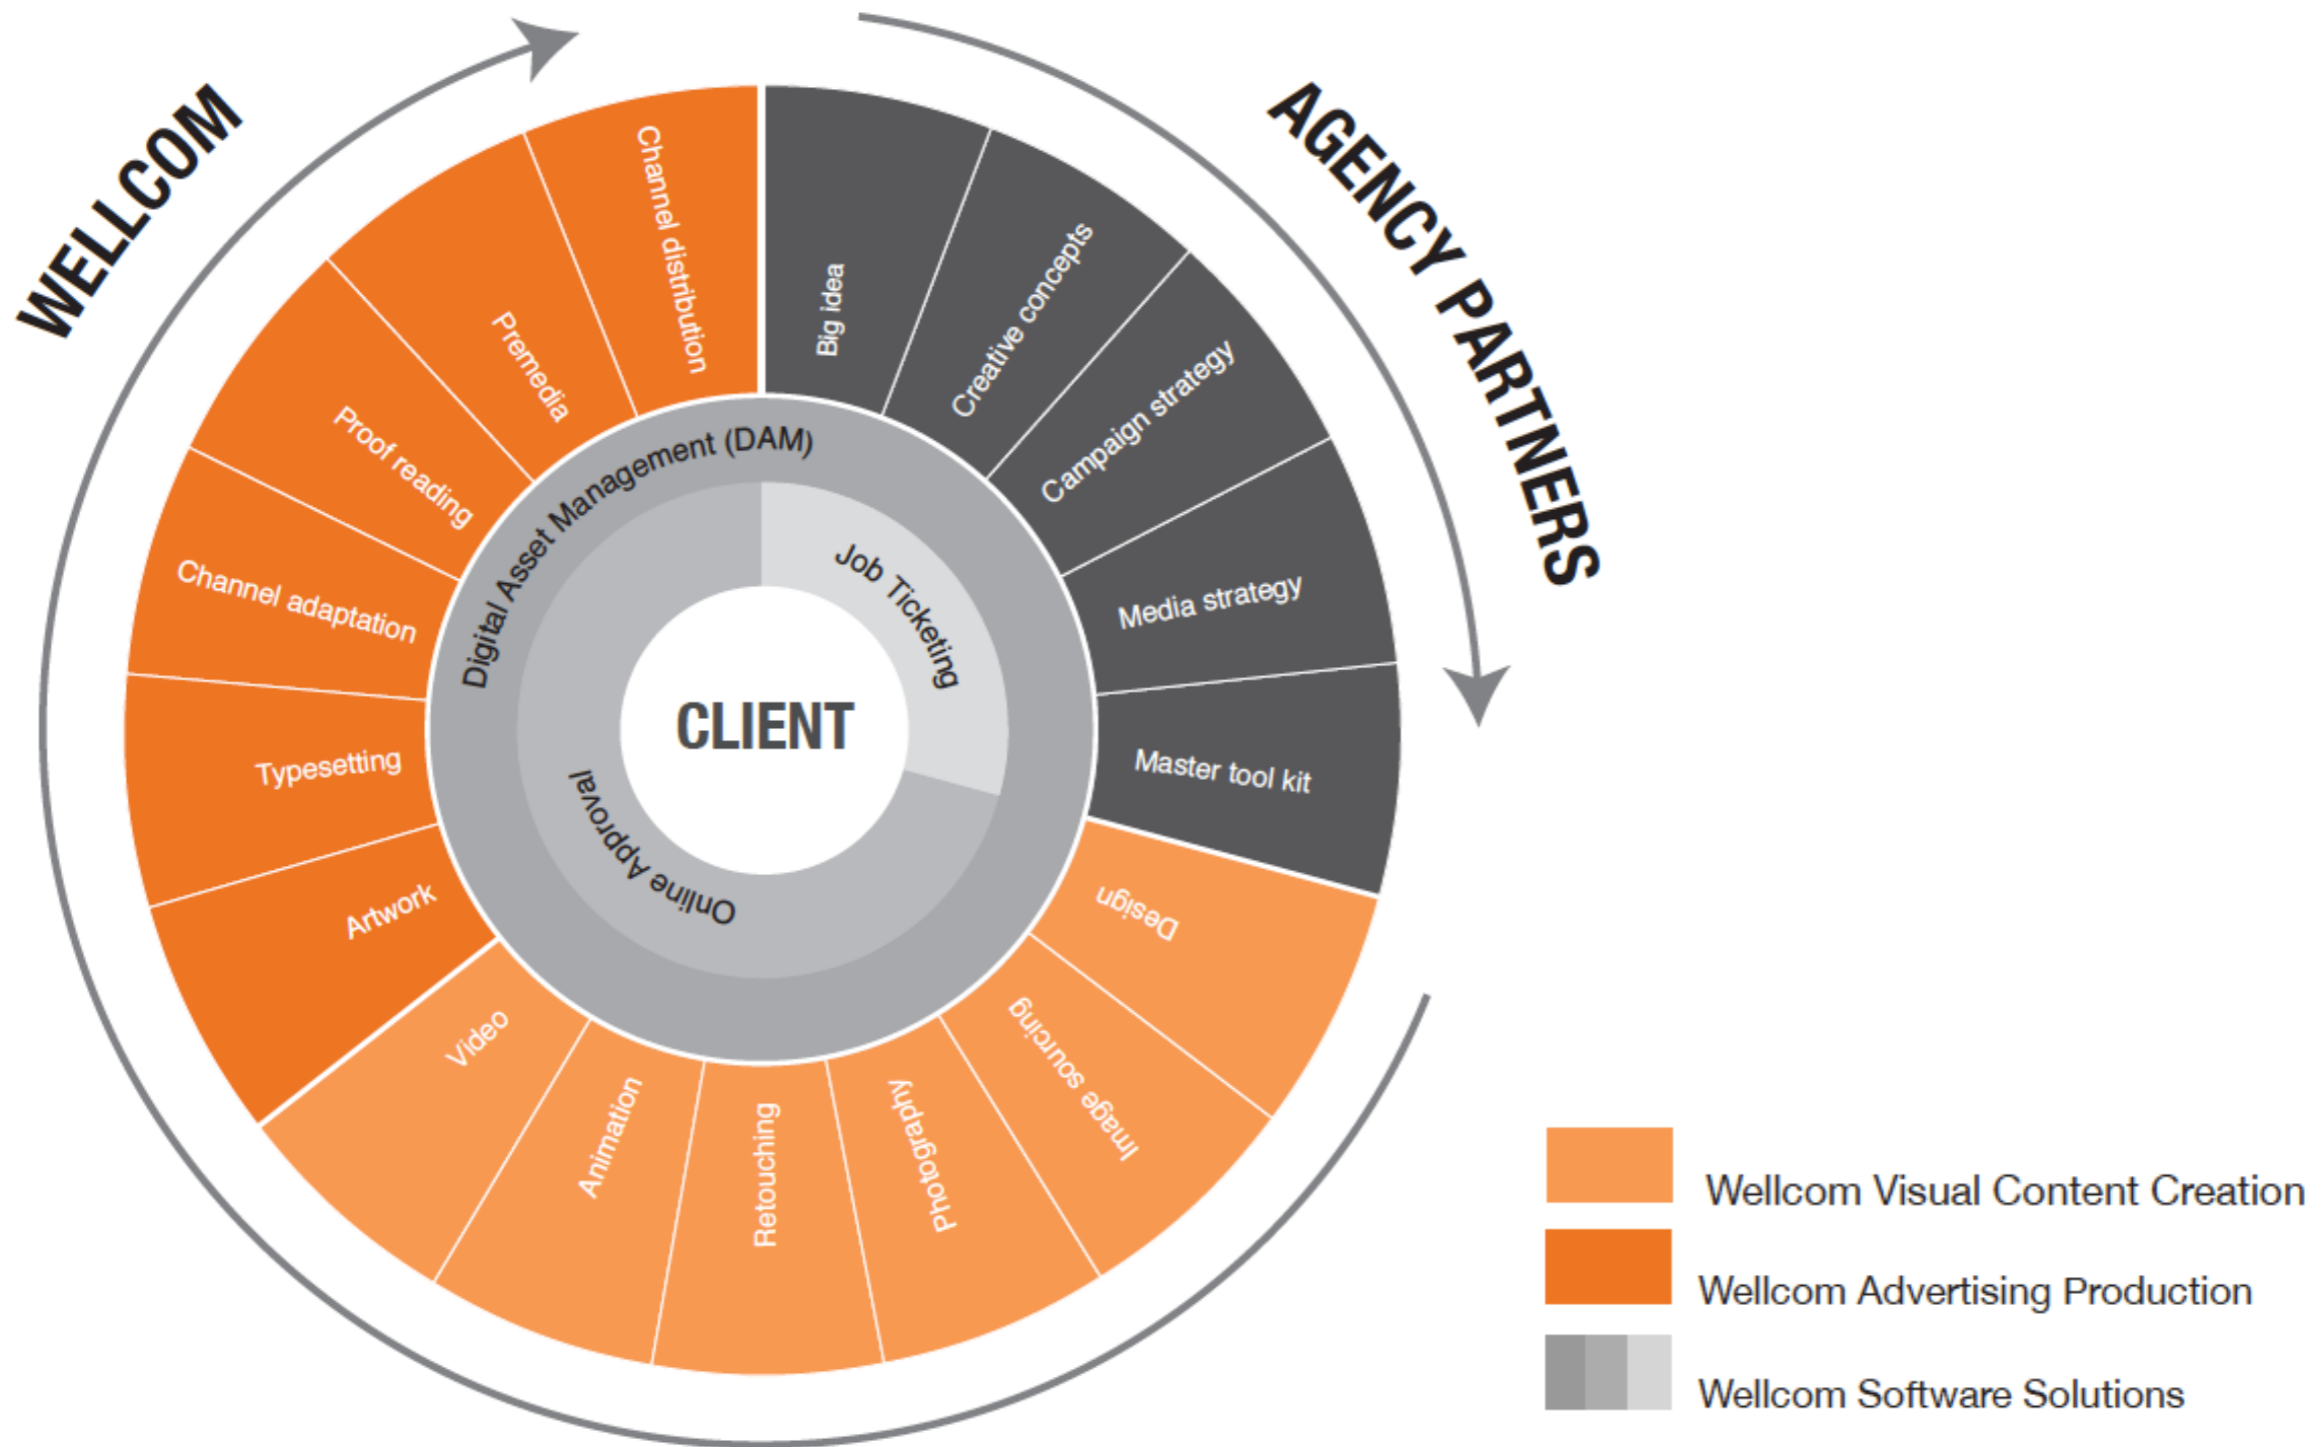 WELLCOM
AGENCY PARTNERS
Big idea
Creative concepts
Campaign strategy
Media strategy
Master tool kit
Design
Image sourcing
Photography
Retouching
Animation
Video
Artwork
Typesetting
Channel adaptation
Proof reading
Premedia
Channel distribution
Digital Asset Management (DAM)
Job Ticketing
Online Approval
CLIENT
Wellcom Visual Content Creation
Wellcom Advertising Production
Wellcom Software Solutions